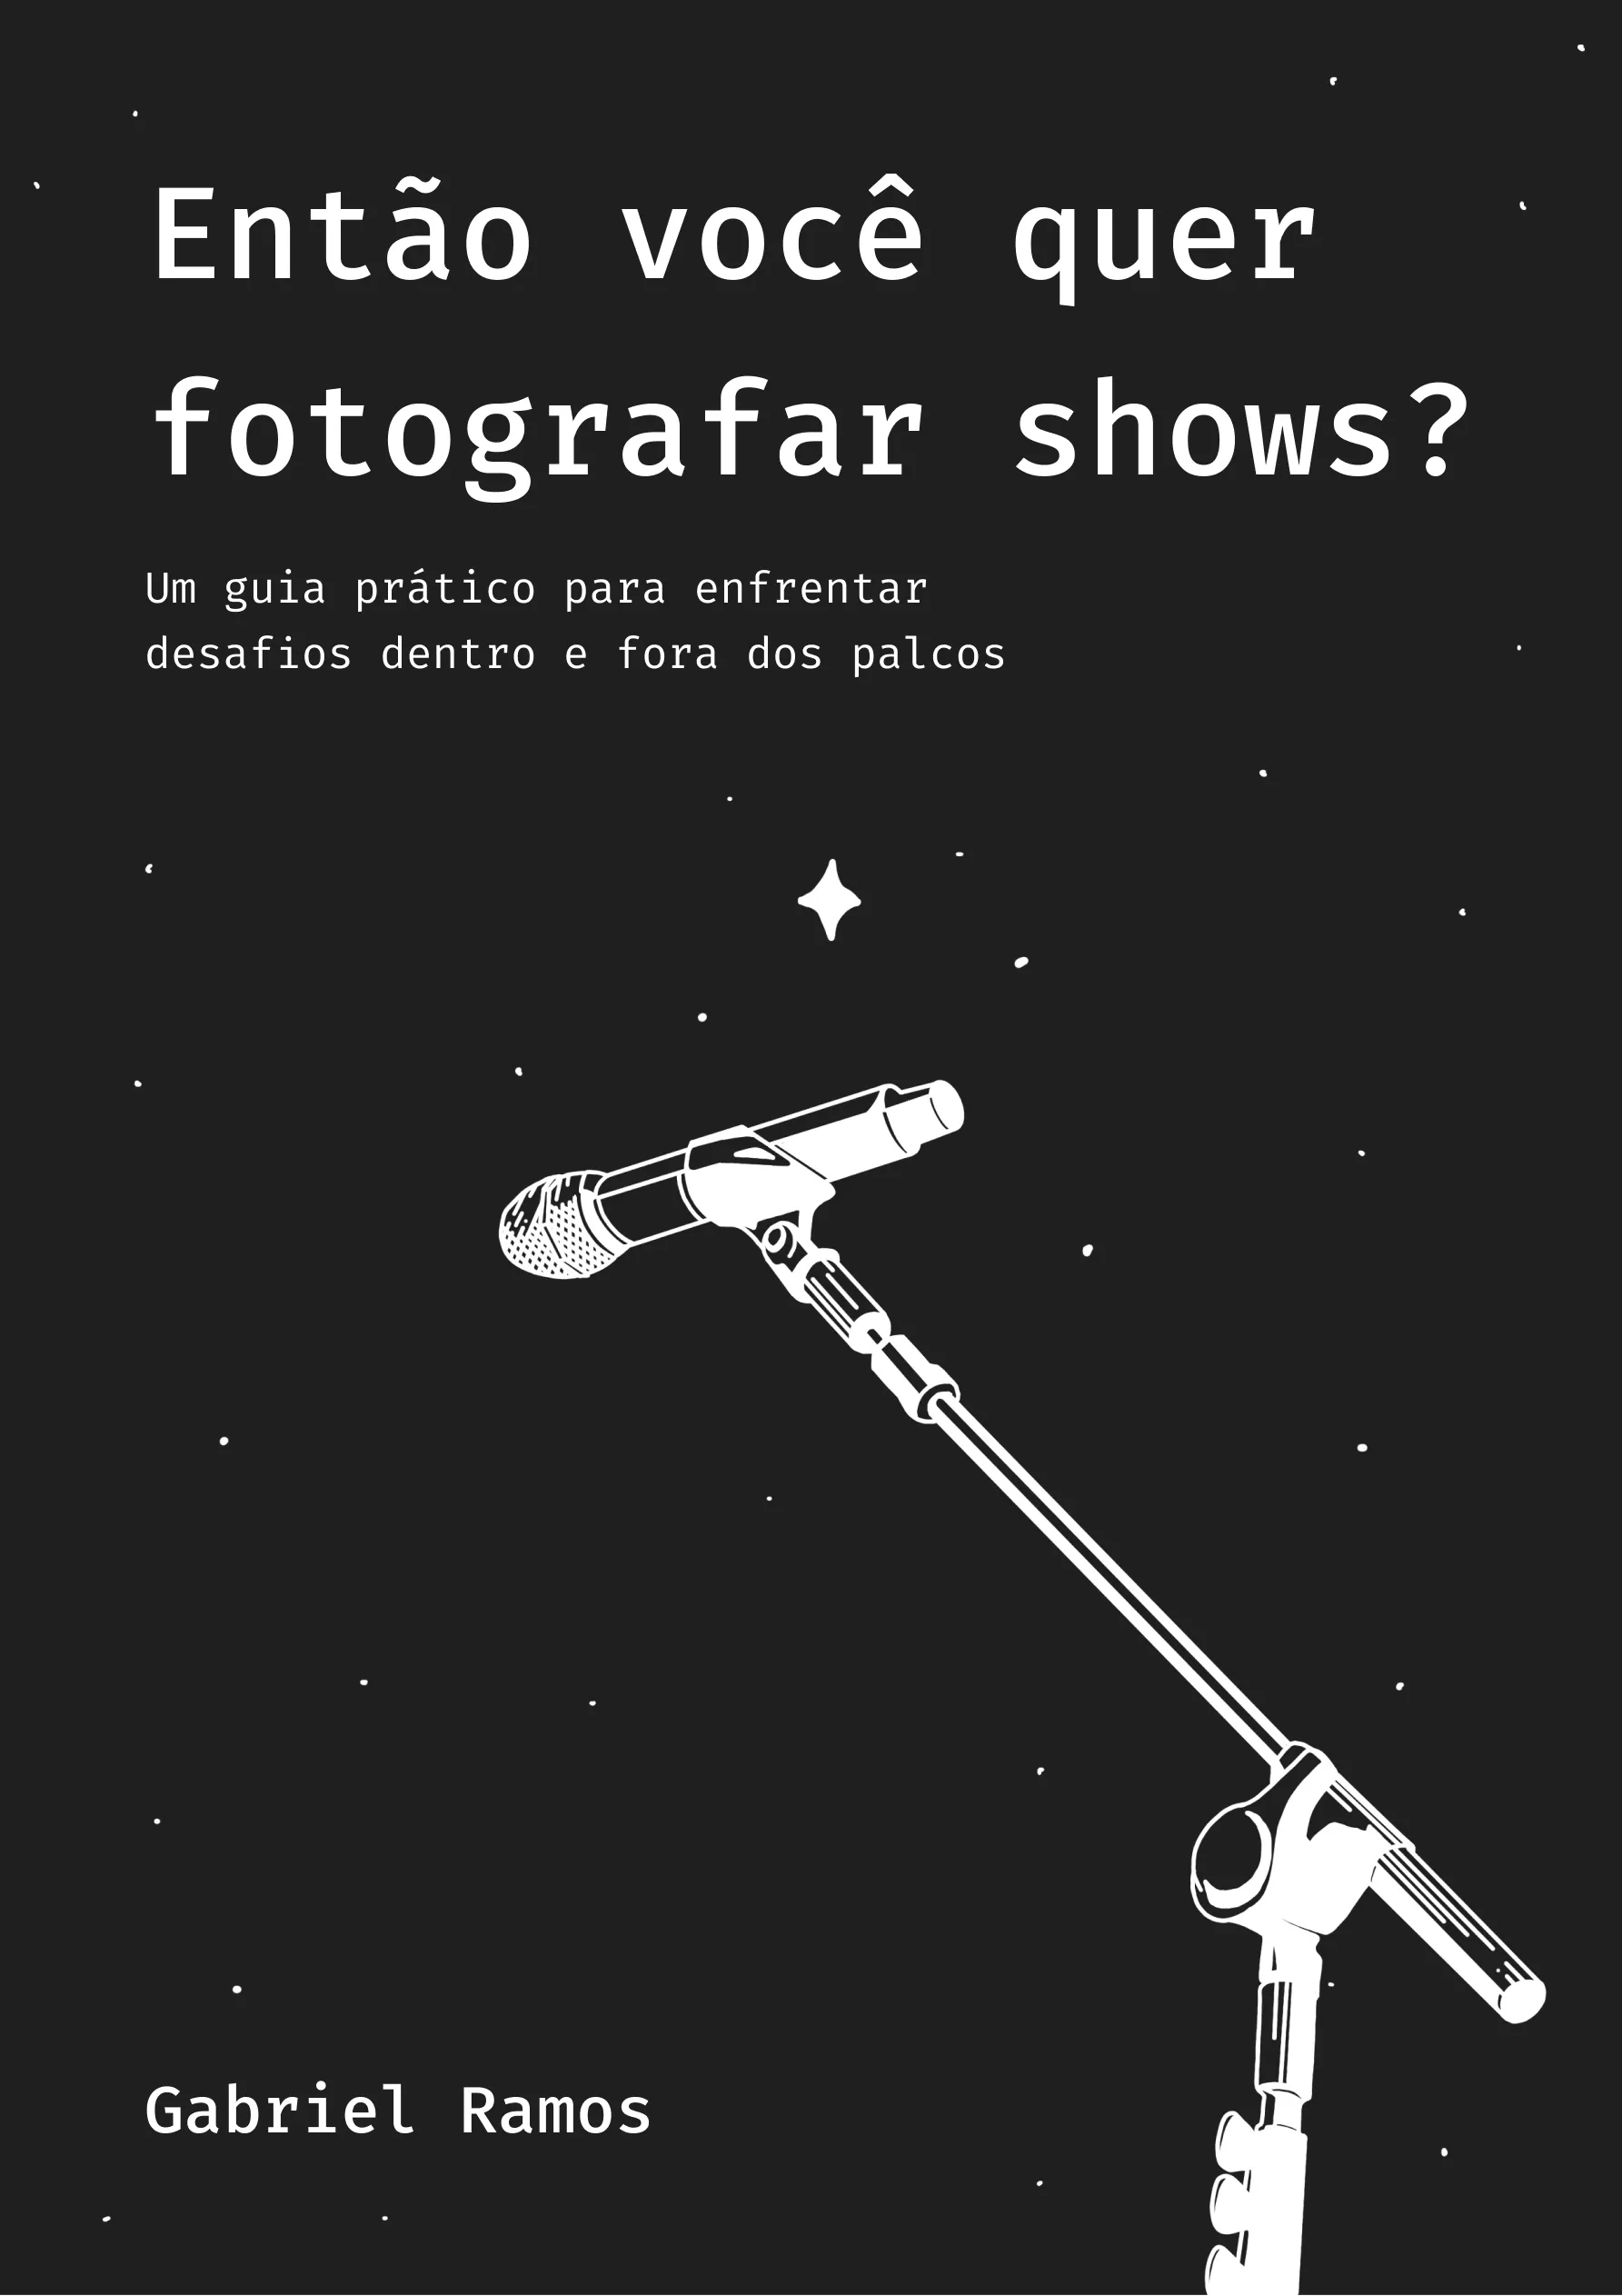 Então você quer
fotografar shows?
Um guia prático para enfrentar
desafios dentro e fora dos palcos
Gabriel Ramos